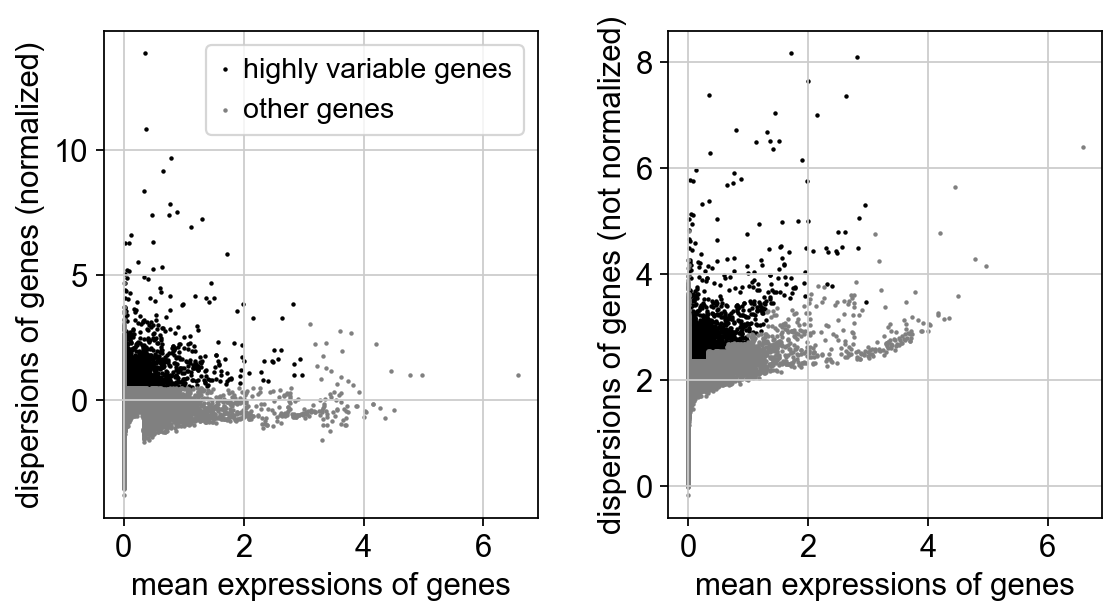 dispersions of genes (normalized)
10
5
0
highly variable genes
other genes
0 2 4 6
mean expressions of genes
dispersions of genes (not normalized)
8
6
4
2
0
0 2 4 6
mean expressions of genes